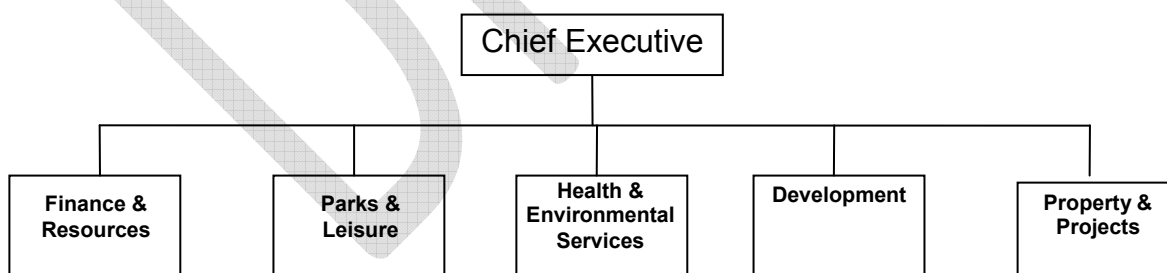 Chief Executive
Finance &
Resources
Parks &
Leisure
Health &
Environmental
Services
Development
Property &
Projects